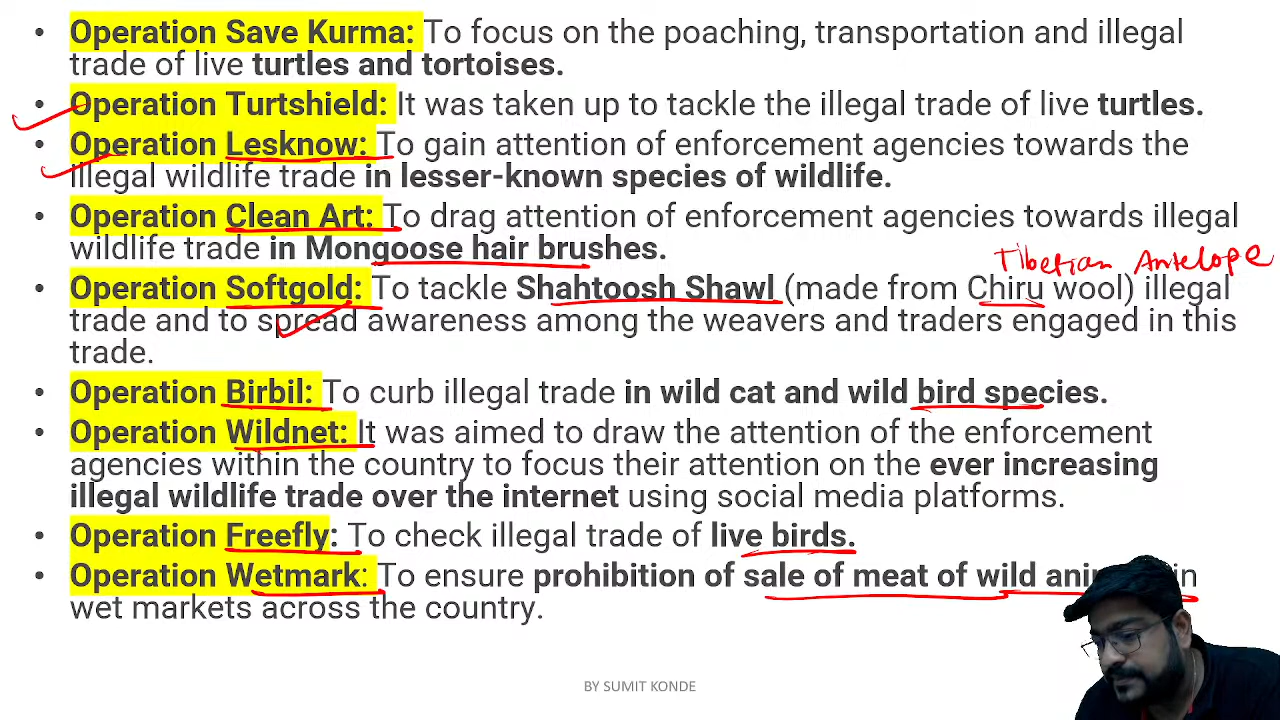 • Operation Save Kurma: To focus on the poaching, transportation and illegal
trade of live turtles and tortoises.
• Operation Turtshield: It was taken up to tackle the illegal trade of live turtles.
• Operation Lesknow: To gain attention of enforcement agencies towards the
illegal wildlife trade in lesser-known species of wildlife.
• Operation Clean Art: To drag attention of enforcement agencies towards illegal
wildlife trade in Mongoose hair brushes.
Tibetian Antelope
• Operation Softgold: To tackle Shahtoosh Shawl (made from Chiru wool) illegal
trade and to spread awareness among the weavers and traders engaged in this
trade.
• Operation Birbil: To curb illegal trade in wild cat and wild bird species.
• Operation Wildnet: It was aimed to draw the attention of the enforcement
agencies within the country to focus their attention on the ever increasing
illegal wildlife trade over the internet using social media platforms.
• Operation Freefly: To check illegal trade of live birds.
• Operation Wetmark: To ensure prohibition of sale of meat of wild in
wet markets across the country.
BY SUMIT KONDE